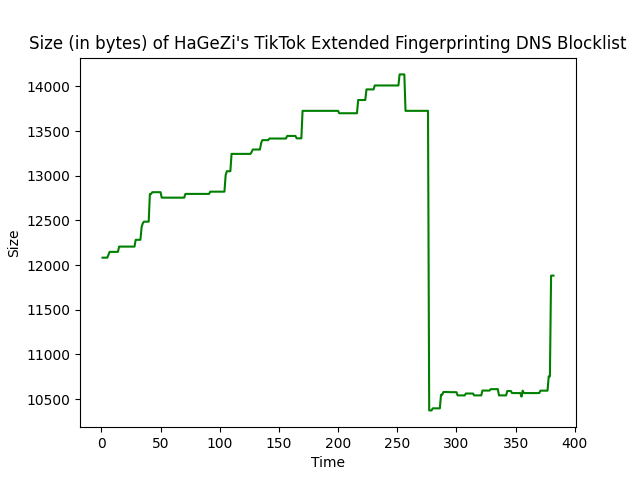 Size (in bytes) of HaGeZi's TikTok Extended Fingerprinting DNS Blocklist
14000
13500
13000
12500
12000
11500
11000
10500
Size
0 50 100 150 200 250 300 350 400
Time